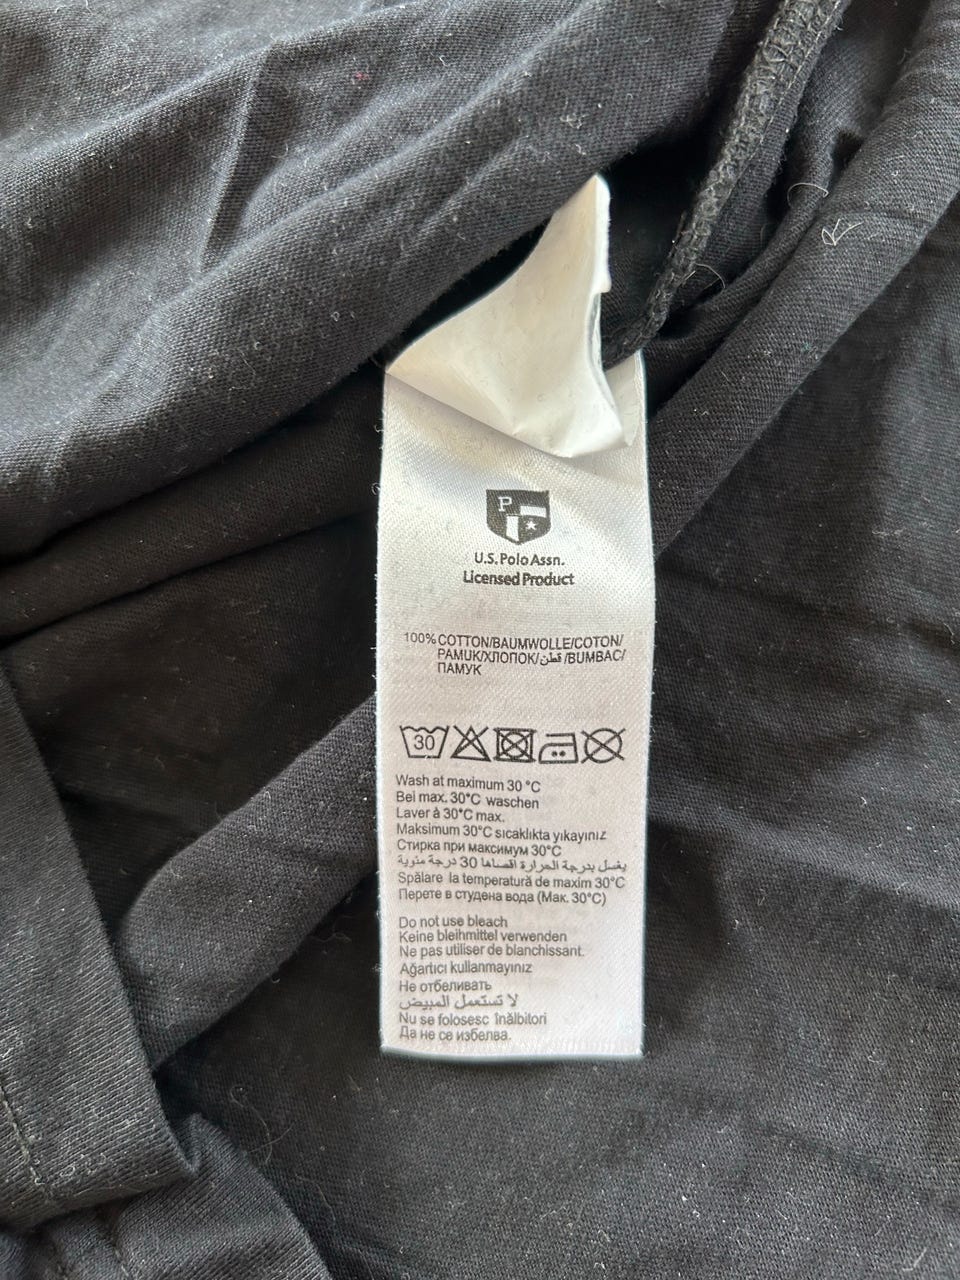 P
U.S. Polo Assn.
Licensed Product
100% COTTON/BAUMWOLLE/COTON/
PAMUK/ХЛОПОК/قطن/BUMBAC/
ПАМУК
30
Wash at maximum 30 °C
Bei max. 30°C waschen
Laver à 30°C max.
Maksimum 30°C sıcaklıkta yıkayınız
Стирка при максимум 30°C
يغسل بدرجة الحرارة اقصاها 30 درجة مئوية
Spălare la temperatură de maxim 30°C
Перете в студена вода (Мак. 30°C)
Do not use bleach
Keine bleihmittel verwenden
Ne pas utiliser de blanchissant.
Ağartıcı kullanmayınız
Не отбеливать
لا تستعمل المبيض
Nu se folosesc înălbitori
Да не се избелва.